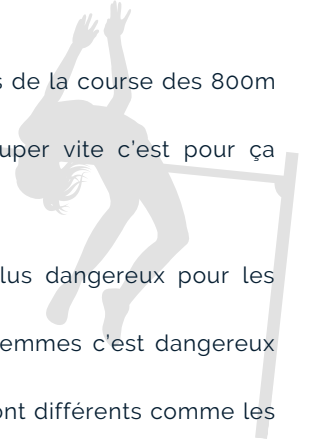 s de la course des 800m
uper vite c'est pour ça
lus dangereux pour les
emmes c'est dangereux
ont différents comme les